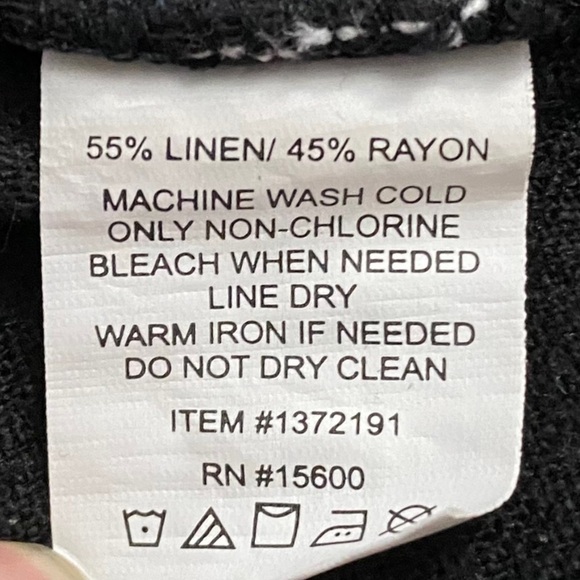 55% LINEN/ 45% RAYON
MACHINE WASH COLD
ONLY NON-CHLORINE
BLEACH WHEN NEEDED
LINE DRY
WARM IRON IF NEEDED
DO NOT DRY CLEAN
ITEM #1372191
RN #15600